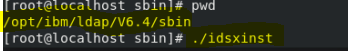 [root@localhost sbin]# pwd
/opt/ibm/ldap/V6.4/sbin
[root@localhost sbin]# ./idsxinst